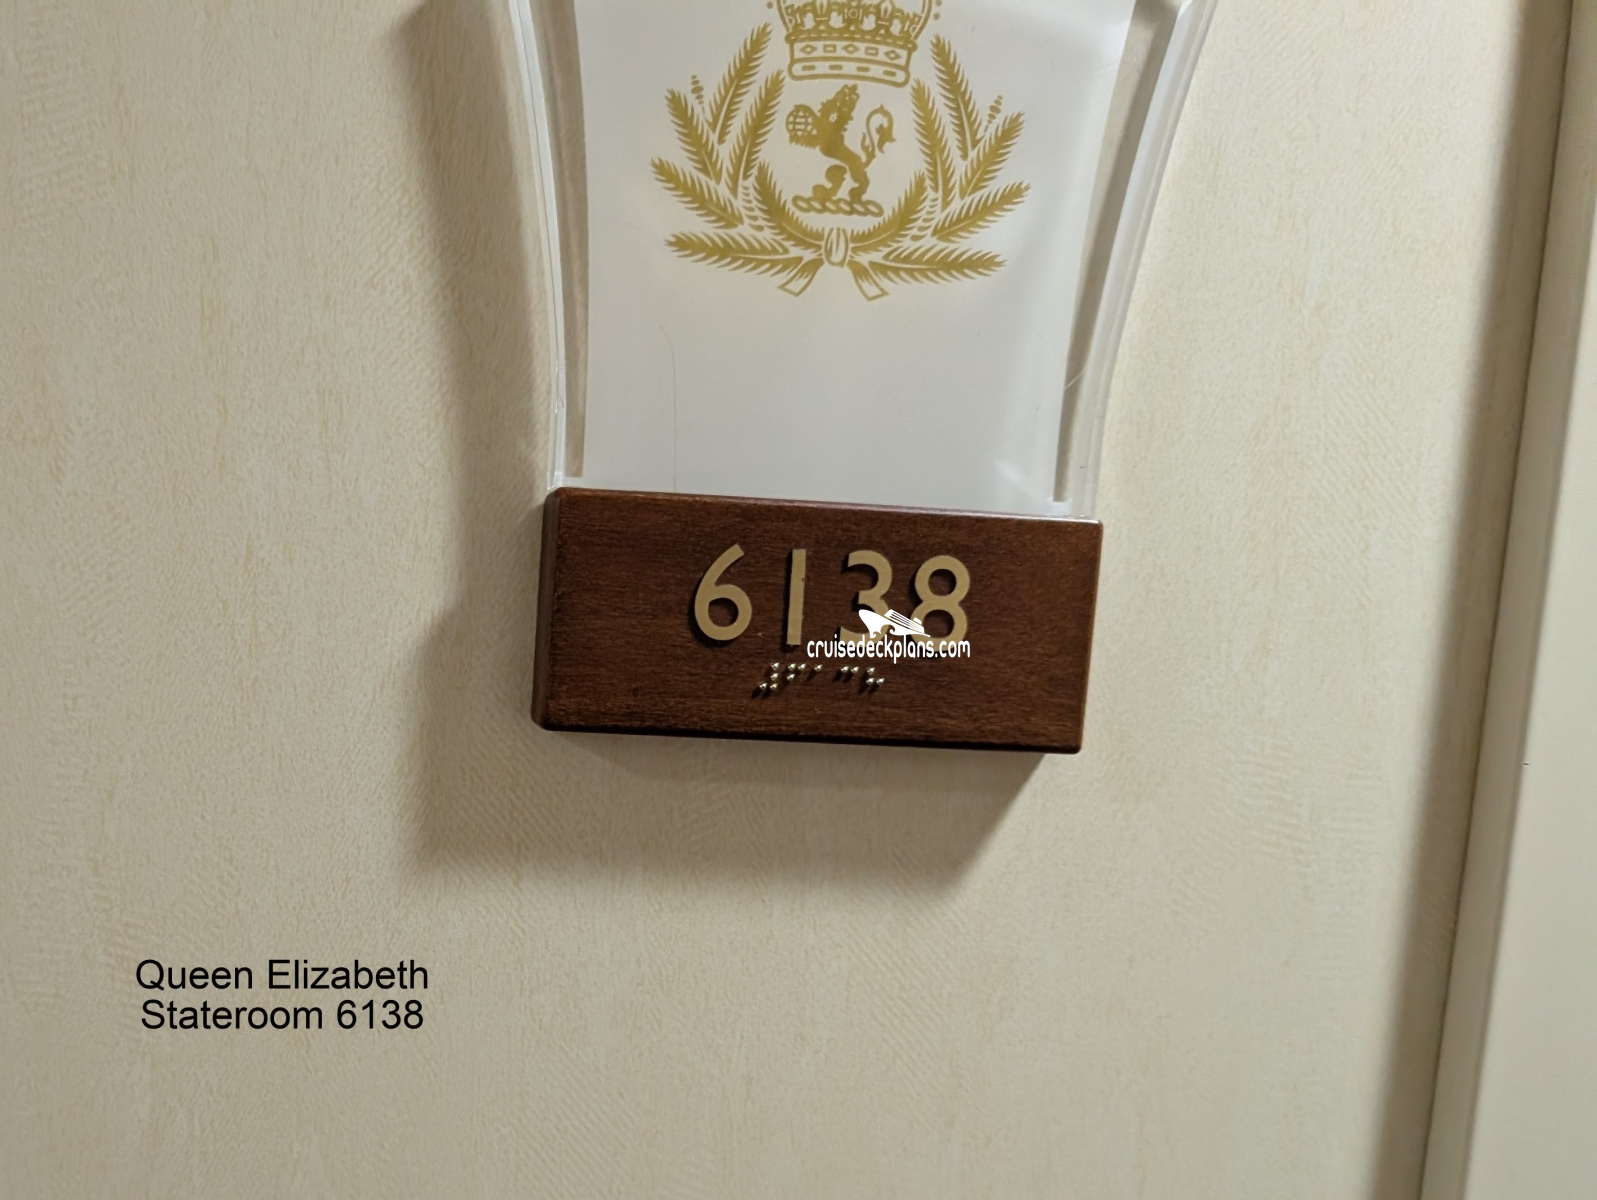 6138
cruisedeckplans.com
Queen Elizabeth
Stateroom 6138